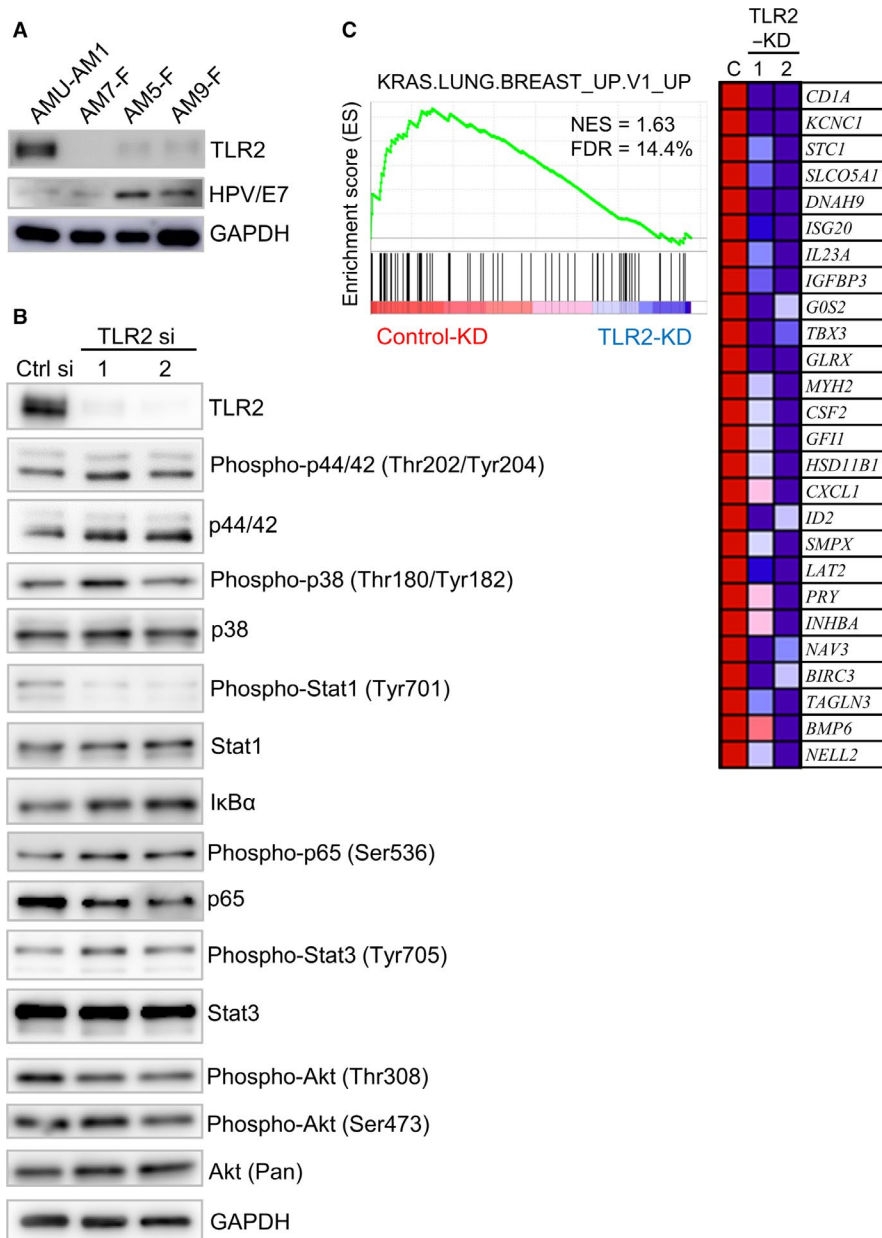 A
AMU-AM1
AM7-F
AM5-F
AM9-F
TLR2
HPV/E7
GAPDH
B
TLR2 si
Ctrl si 1 2
TLR2
Phospho-p44/42 (Thr202/Tyr204)
p44/42
Phospho-p38 (Thr180/Tyr182)
p38
Phospho-Stat1 (Tyr701)
Stat1
IκBα
Phospho-p65 (Ser536)
p65
Phospho-Stat3 (Tyr705)
Stat3
Phospho-Akt (Thr308)
Phospho-Akt (Ser473)
Akt (Pan)
GAPDH
C
KRAS.LUNG.BREAST_UP.V1_UP
NES = 1.63
FDR = 14.4%
Enrichment score (ES)
Control-KD
TLR2-KD
TLR2
–KD
C 1 2
CD1A
KCNC1
STC1
SLCO5A1
DNAH9
ISG20
IL23A
IGFBP3
G0S2
TBX3
GLRX
MYH2
CSF2
GFI1
HSD11B1
CXCL1
ID2
SMPX
LAT2
PRY
INHBA
NAV3
BIRC3
TAGLN3
BMP6
NELL2